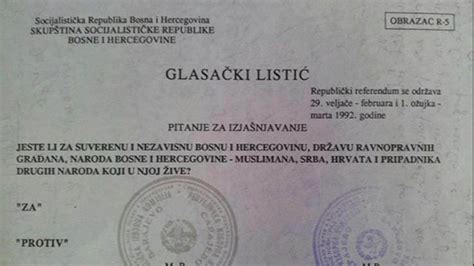 Socijalistička Republika Bosna i Hercegovina
SKUPŠTINA SOCIJALISTIČKE REPUBLIKE
BOSNE I HERCEGOVINE
OBRAZAC R-5
GLASAČKI LISTIĆ
Republički referendum se održava
29. veljače - februara i 1. ožujka -
marta 1992. godine
PITANJE ZA IZJAŠNJAVANJE
JESTE LI ZA SUVERENU I NEZAVISNU BOSNU I HERCEGOVINU, DRŽAVU RAVNOPRAVNIH
GRAĐANA, NARODA BOSNE I HERCEGOVINE - MUSLIMANA, SRBA, HRVATA I PRIPADNIKA
DRUGIH NARODA KOJI U NJOJ ŽIVE?
"ZA"
"PROTIV"
M.P.
M.P.